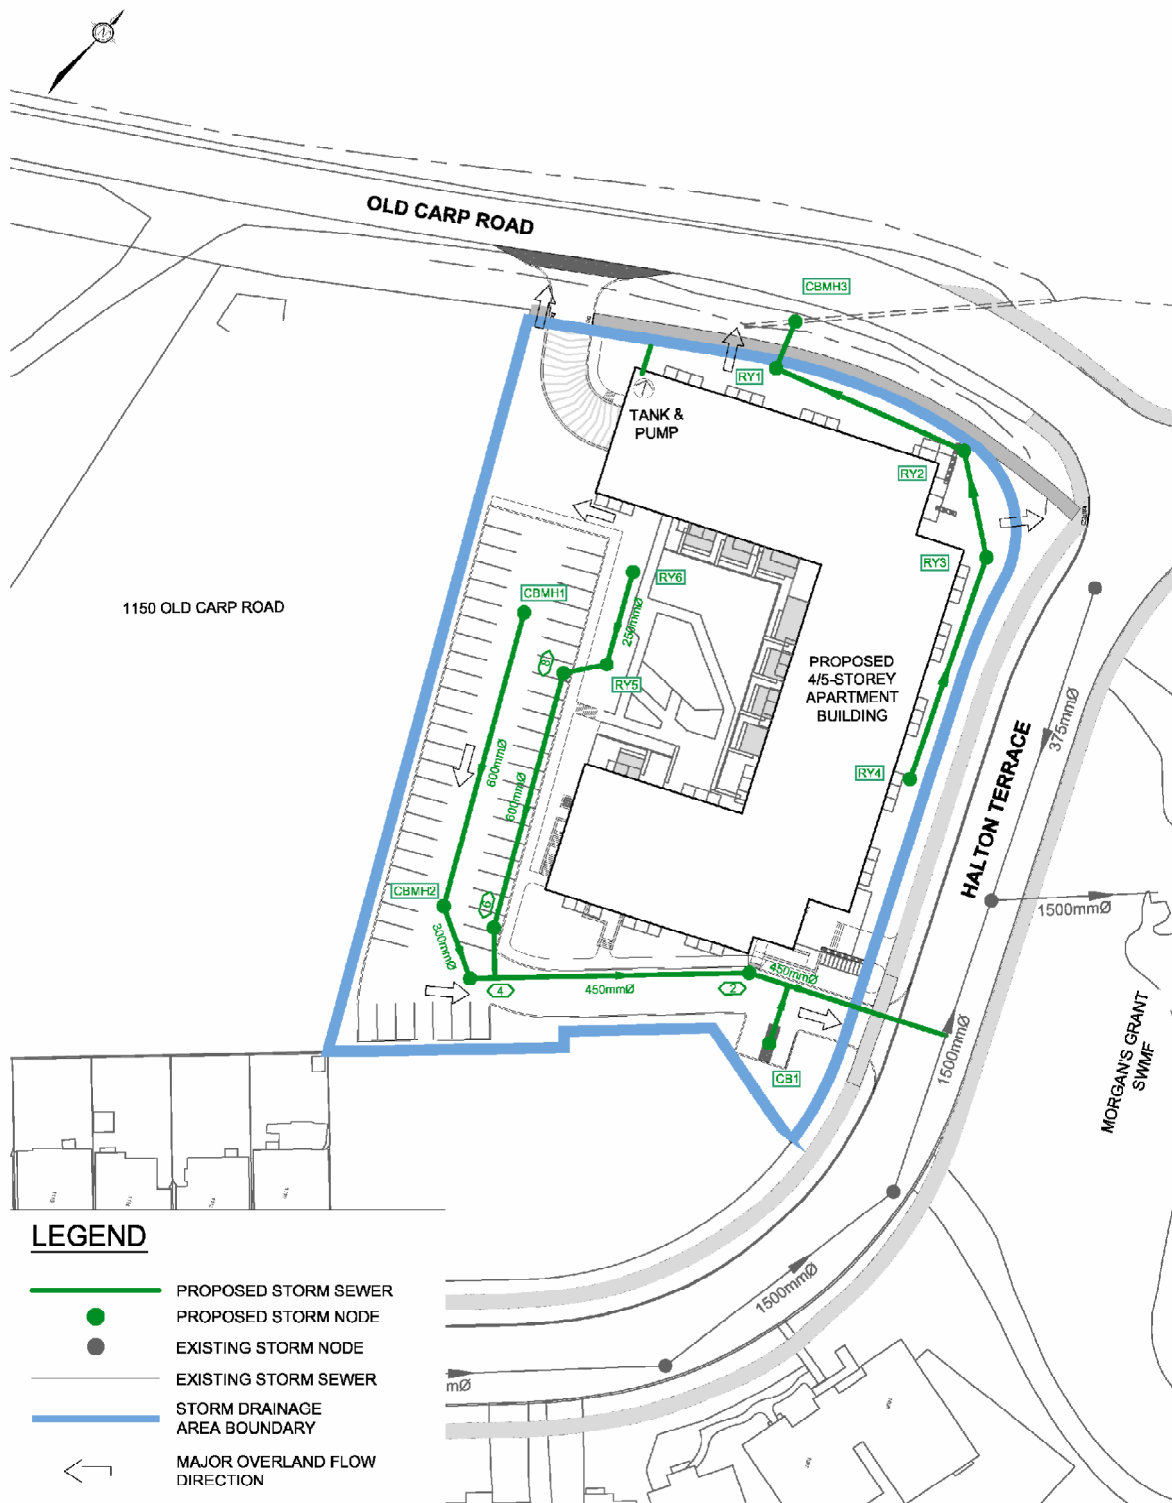 N
OLD CARP ROAD
CBMH3
RY1
TANK &
PUMP
RY2
RY3
RY6
CBMH1
250mmØ
8
RY5
1150 OLD CARP ROAD
PROPOSED
4/5-STOREY
APARTMENT
BUILDING
375mmØ
HALTON TERRACE
600mmØ
600mmØ
RY4
CBMH2
6
300mmØ
1500mmØ
4
450mmØ
2
450mmØ
1500mmØ
CB1
MORGAN'S GRANT
SWMF
1500mmØ
mØ
LEGEND
PROPOSED STORM SEWER
PROPOSED STORM NODE
EXISTING STORM NODE
EXISTING STORM SEWER
STORM DRAINAGE
AREA BOUNDARY
MAJOR OVERLAND FLOW
DIRECTION